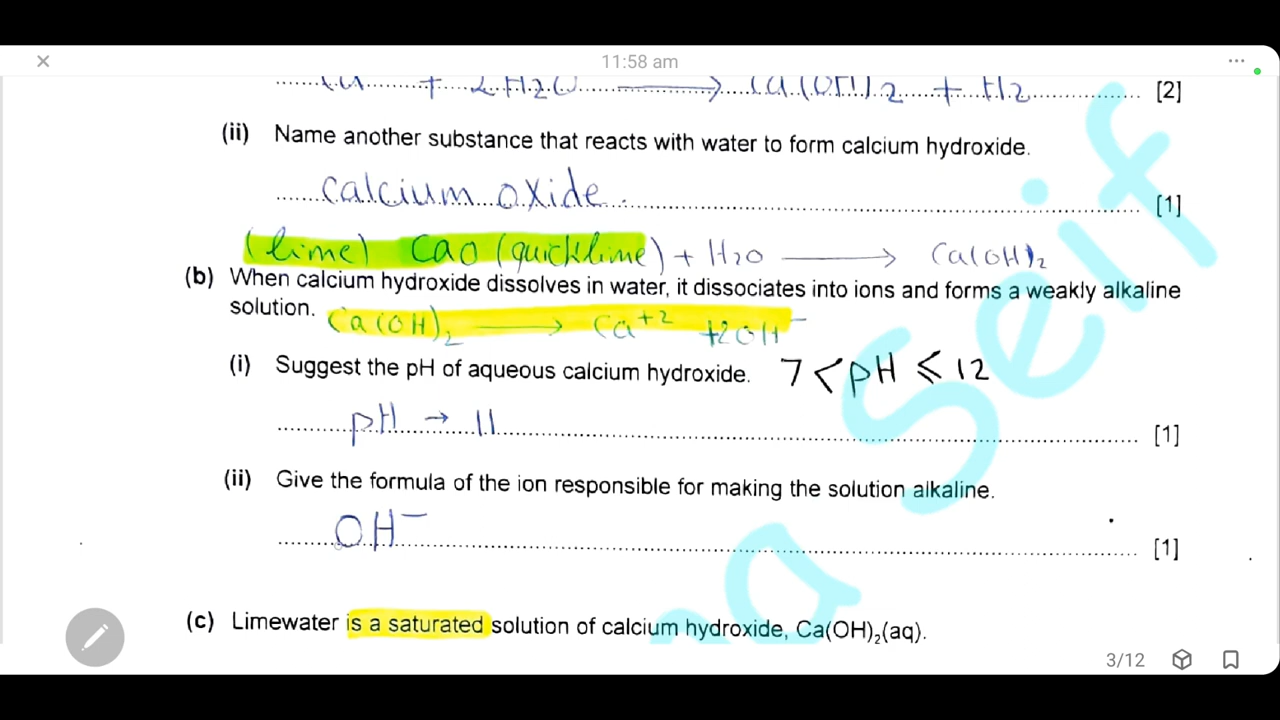 11:58 am
Ca + 2H2O → Ca(OH)2 + H2 [2]
(ii) Name another substance that reacts with water to form calcium hydroxide.
calcium oxide. [1]
(lime) CaO (quicklime) + H2O → Ca(OH)2
(b) When calcium hydroxide dissolves in water, it dissociates into ions and forms a weakly alkaline
solution. Ca(OH)2 → Ca+2 + 2OH−
(i) Suggest the pH of aqueous calcium hydroxide. 7 < pH ≤ 12
pH → 11 [1]
(ii) Give the formula of the ion responsible for making the solution alkaline.
OH− [1]
(c) Limewater is a saturated solution of calcium hydroxide, Ca(OH)2(aq).
3/12
a Seif